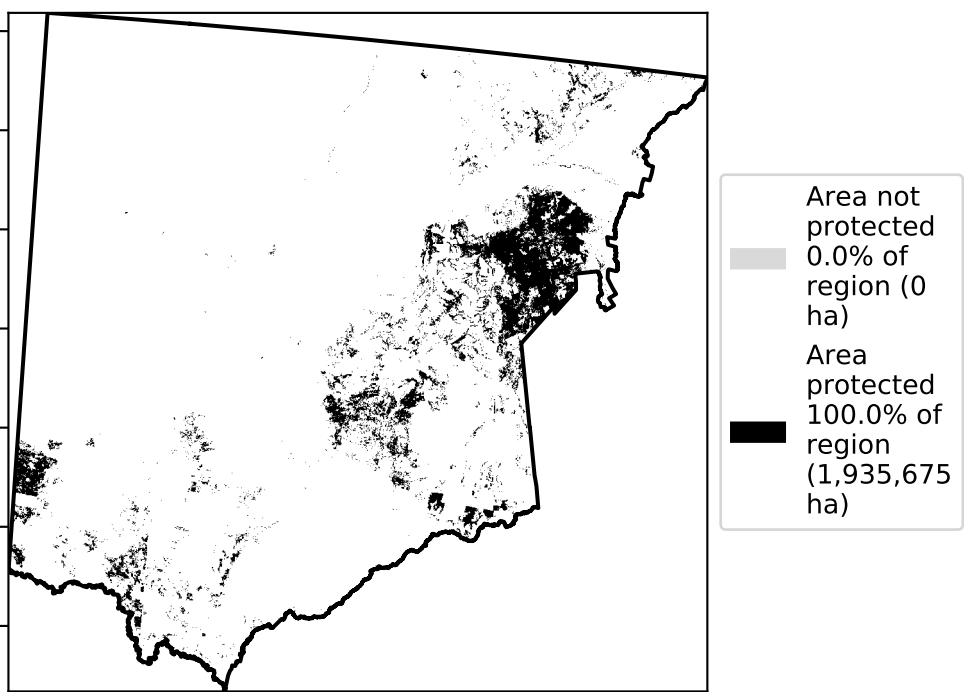 Area not
protected
0.0% of
region (0
ha)
Area
protected
100.0% of
region
(1,935,675
ha)